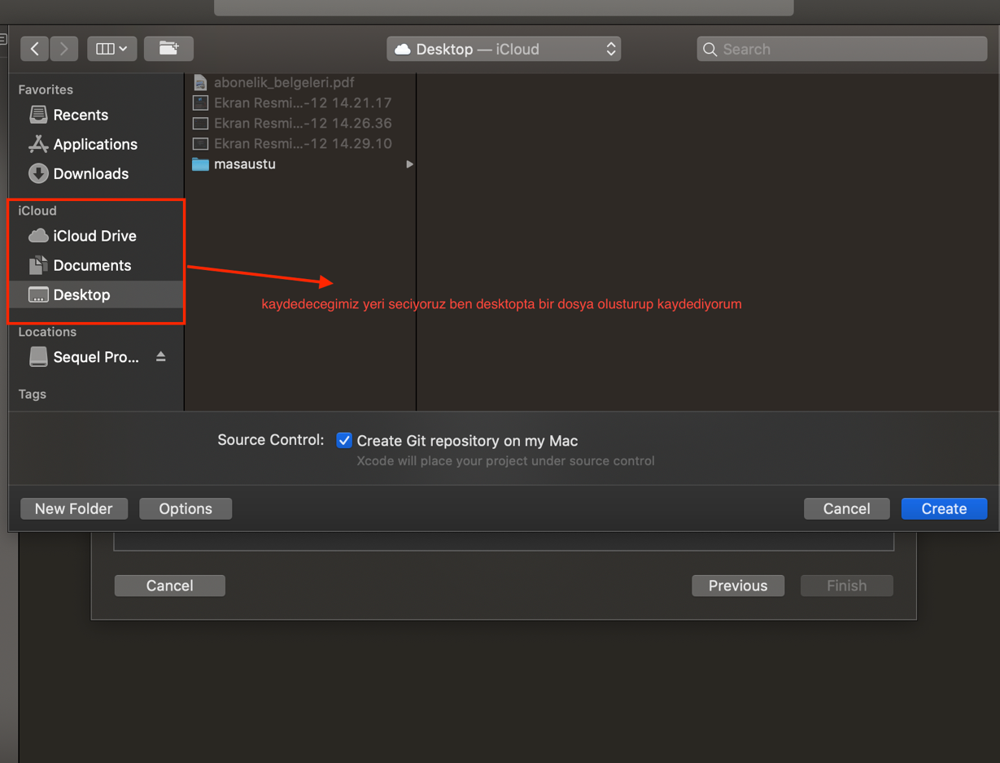 Desktop — iCloud
Search
Favorites
Recents
Applications
Downloads
iCloud
iCloud Drive
Documents
Desktop
Locations
Sequel Pro...
Tags
abonelik_belgeleri.pdf
Ekran Resmi...-12 14.21.17
Ekran Resmi...-12 14.26.36
Ekran Resmi...-12 14.29.10
masaustu
kaydedecegimiz yeri seciyoruz ben desktopta bir dosya olusturup kaydediyorum
Source Control: Create Git repository on my Mac
Xcode will place your project under source control
New Folder Options Cancel Create
Cancel Previous Finish